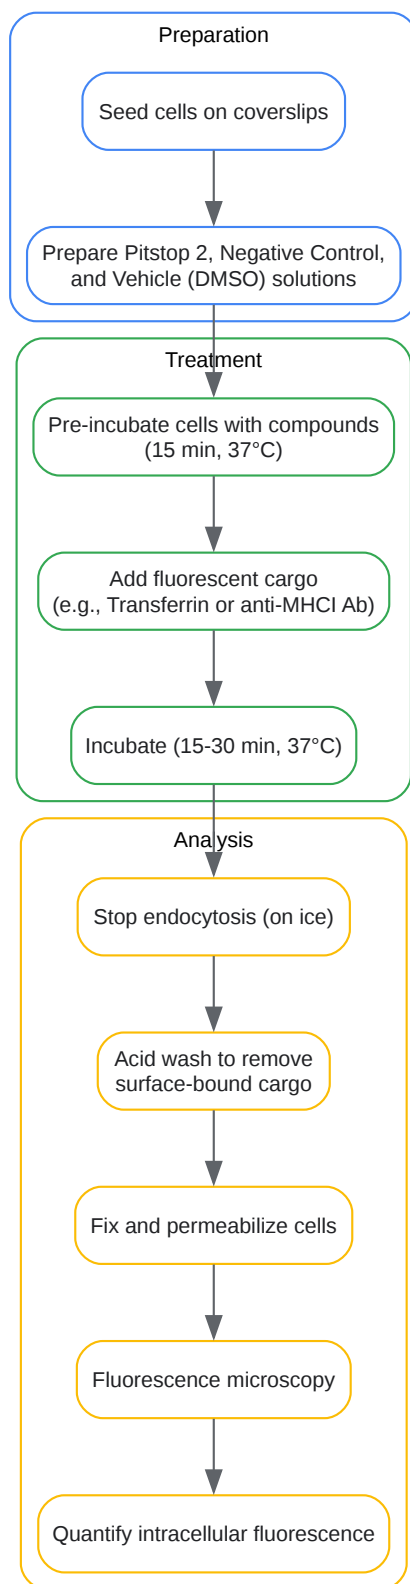 Preparation
Seed cells on coverslips
Prepare Pitstop 2, Negative Control,
and Vehicle (DMSO) solutions
Treatment
Pre-incubate cells with compounds
(15 min, 37°C)
Add fluorescent cargo
(e.g., Transferrin or anti-MHCI Ab)
Incubate (15-30 min, 37°C)
Analysis
Stop endocytosis (on ice)
Acid wash to remove
surface-bound cargo
Fix and permeabilize cells
Fluorescence microscopy
Quantify intracellular fluorescence